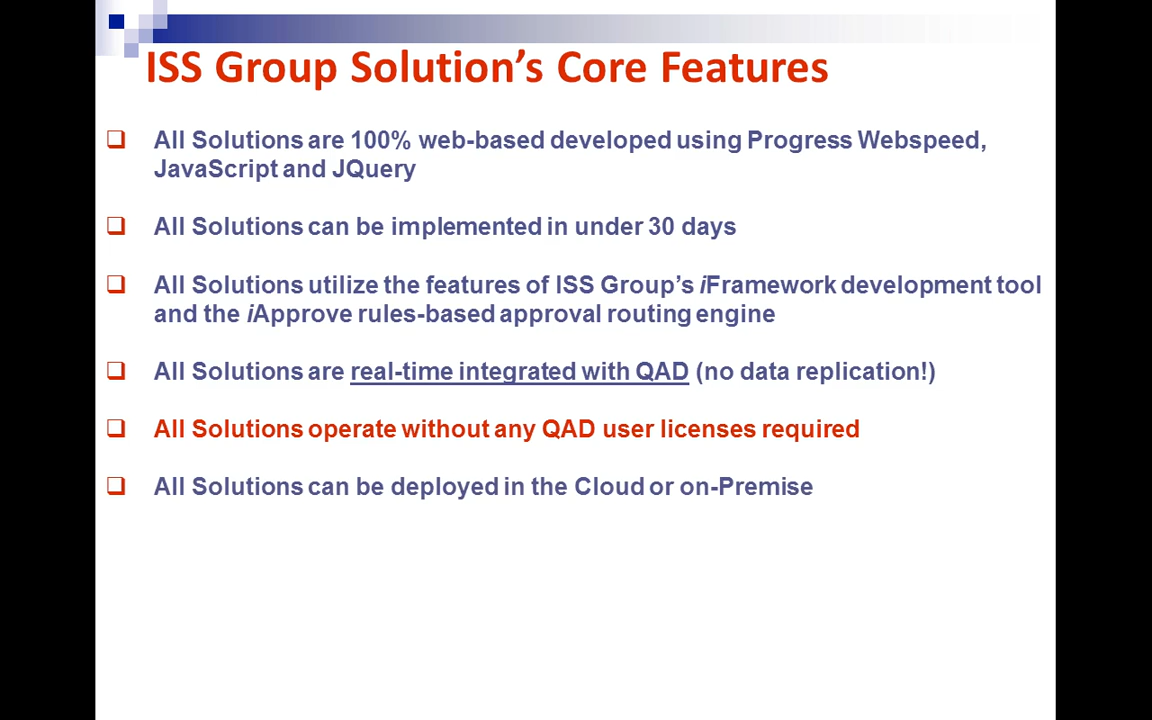 ISS Group Solution’s Core Features
All Solutions are 100% web-based developed using Progress Webspeed,
JavaScript and JQuery
All Solutions can be implemented in under 30 days
All Solutions utilize the features of ISS Group’s iFramework development tool
and the iApprove rules-based approval routing engine
All Solutions are real-time integrated with QAD (no data replication!)
All Solutions operate without any QAD user licenses required
All Solutions can be deployed in the Cloud or on-Premise